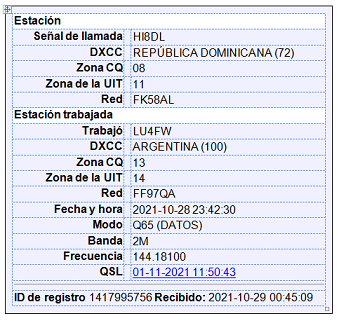 Estación
Señal de llamada HI8DL
DXCC REPÚBLICA DOMINICANA (72)
Zona CQ 08
Zona de la UIT 11
Red FK58AL
Estación trabajada
Trabajó LU4FW
DXCC ARGENTINA (100)
Zona CQ 13
Zona de la UIT 14
Red FF97QA
Fecha y hora 2021-10-28 23:42:30
Modo Q65 (DATOS)
Banda 2M
Frecuencia 144.18100
QSL 01-11-2021 11:50:43
ID de registro 1417995756 Recibido: 2021-10-29 00:45:09